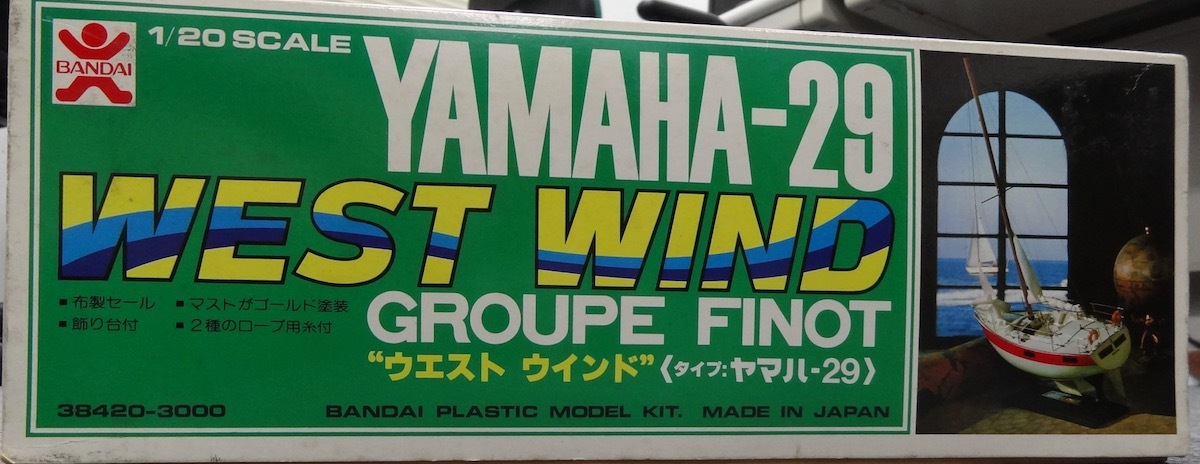 BANDAI
1/20 SCALE
YAMAHA-29
WEST WIND
GROUPE FINOT
▪布製セール ▪マストがゴールド塗装
▪飾り台付 ▪2種のロープ用糸付
“ウエスト ウインド”〈タイプ:ヤマハ-29〉
38420-3000 BANDAI PLASTIC MODEL KIT. MADE IN JAPAN